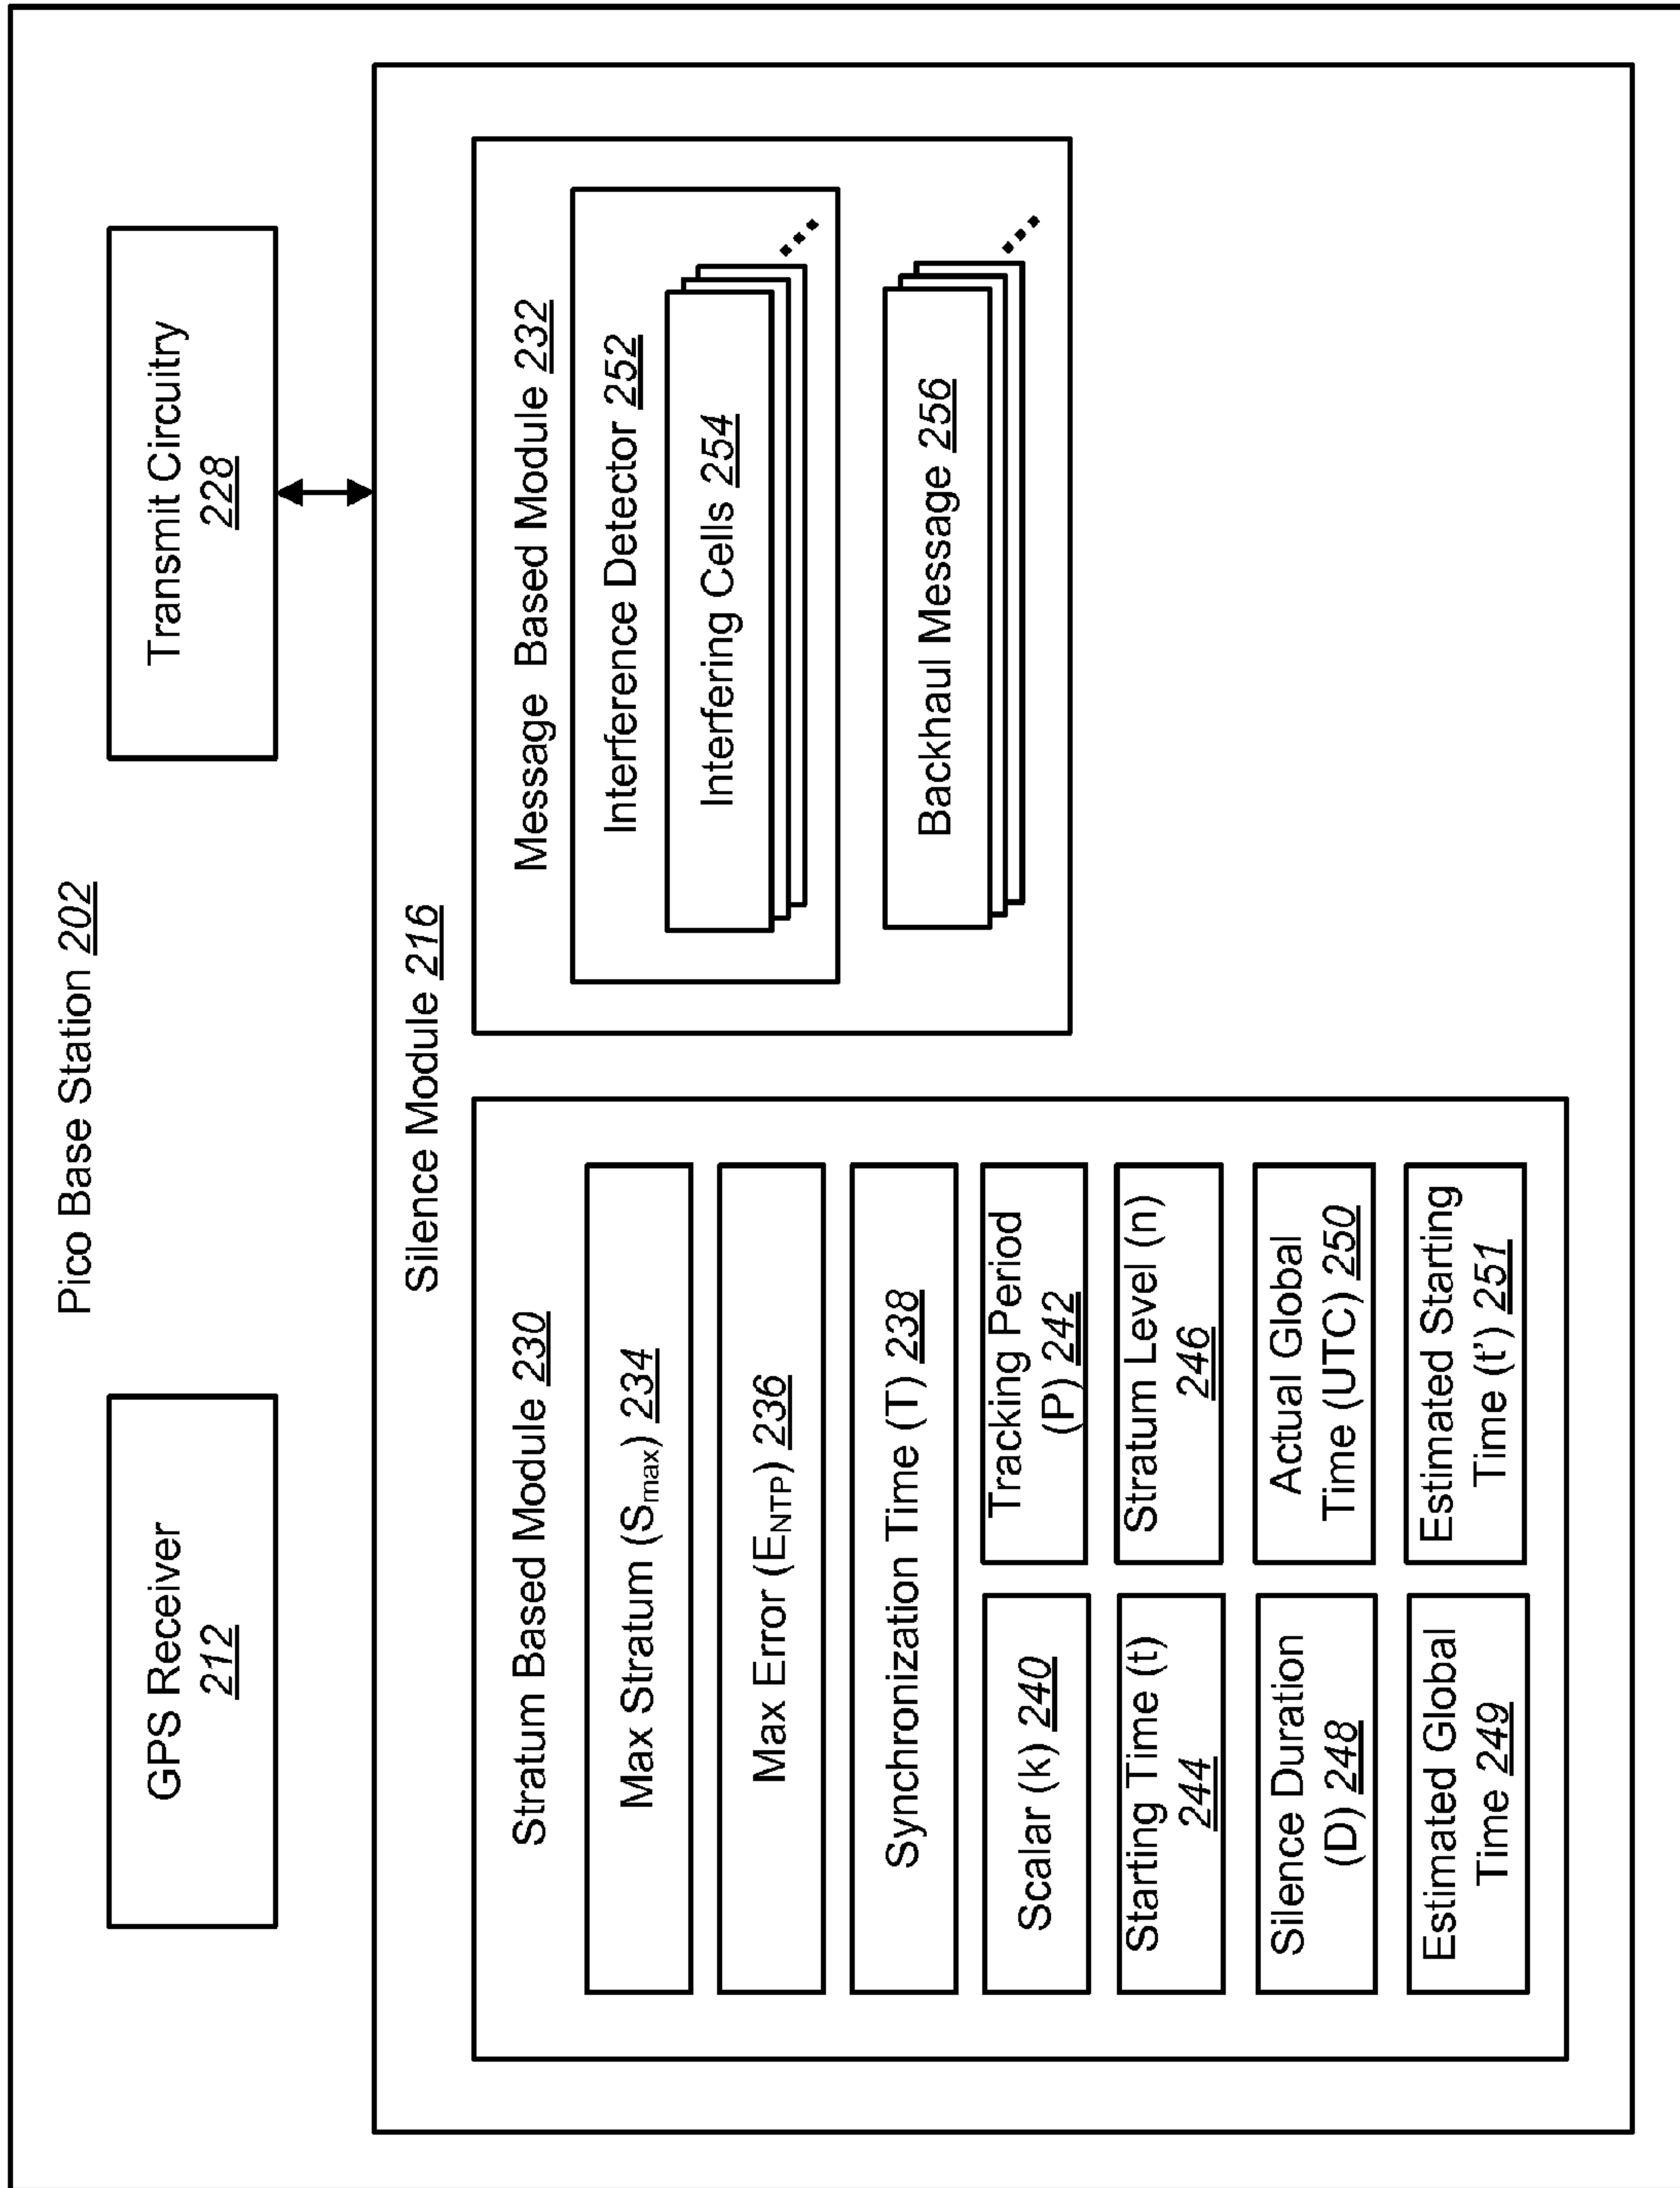 Pico Base Station 202
GPS Receiver
212
Transmit Circuitry
228
Silence Module 216
Stratum Based Module 230
Max Stratum (Smax) 234
Max Error (ENTP) 236
Synchronization Time (T) 238
Scalar (k) 240
Tracking Period
(P) 242
Starting Time (t)
244
Stratum Level (n)
246
Silence Duration
(D) 248
Actual Global
Time (UTC) 250
Estimated Global
Time 249
Estimated Starting
Time (t') 251
Message Based Module 232
Interference Detector 252
Interfering Cells 254
Backhaul Message 256